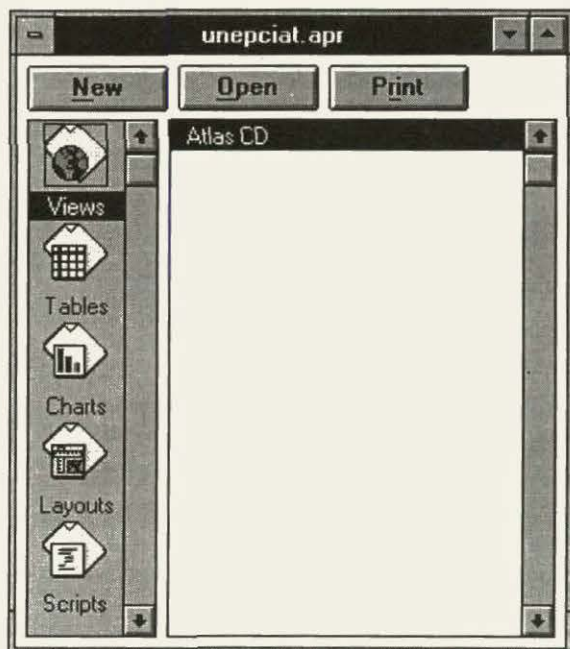 unepciat.apr
New Open Print
Atlas CD
Views
Tables
Charts
Layouts
Scripts